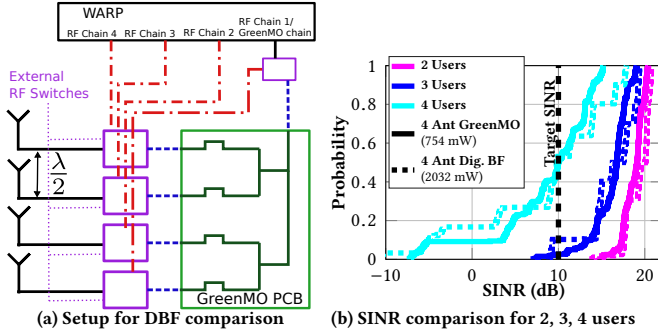 WARP
RF Chain 4
RF Chain 3
RF Chain 2
RF Chain 1/
GreenMO chain
External
RF Switches
λ/2
GreenMO PCB
(a) Setup for DBF comparison
2 Users
3 Users
4 Users
4 Ant GreenMO
(754 mW)
4 Ant Dig. BF
(2032 mW)
Target SINR
Probability
1
0.8
0.6
0.4
0.2
0
-10
0
10
20
SINR (dB)
(b) SINR comparison for 2, 3, 4 users